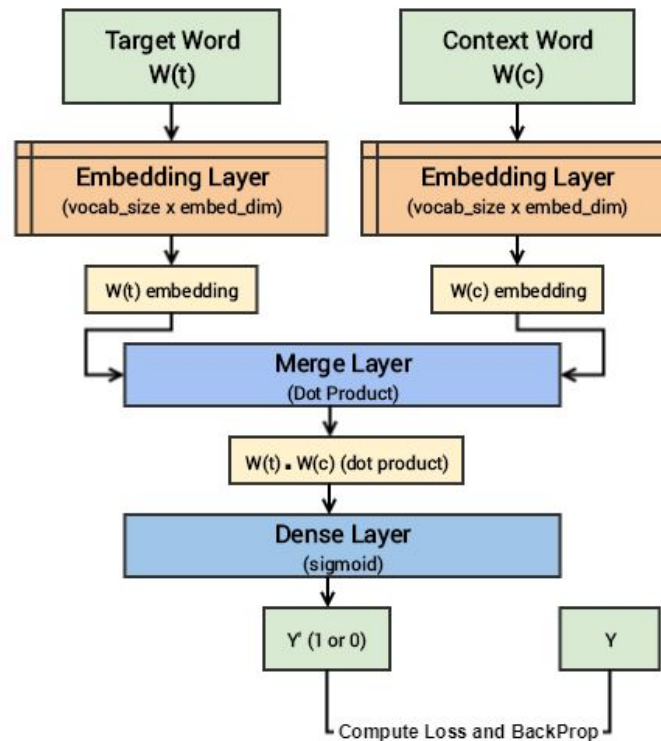 Target Word
W(t)
Context Word
W(c)
Embedding Layer
(vocab_size x embed_dim)
Embedding Layer
(vocab_size x embed_dim)
W(t) embedding
W(c) embedding
Merge Layer
(Dot Product)
W(t) . W(c) (dot product)
Dense Layer
(sigmoid)
Y' (1 or 0)
Y
Compute Loss and BackProp